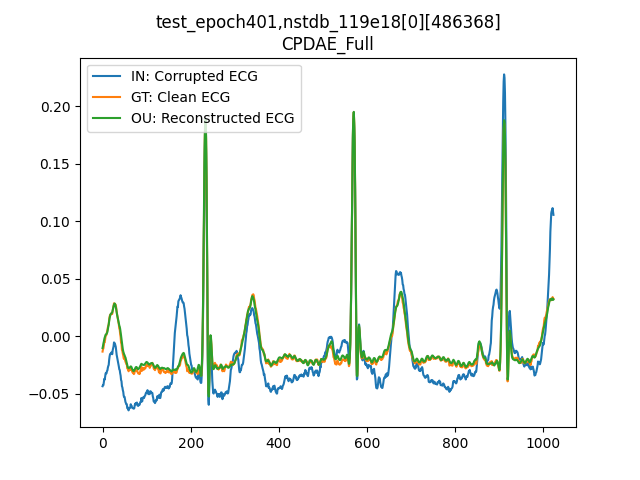 test_epoch401,nstdb_119e18[0][486368]
CPDAE_Full
IN: Corrupted ECG
GT: Clean ECG
OU: Reconstructed ECG
0.20
0.15
0.10
0.05
0.00
−0.05
0 200 400 600 800 1000